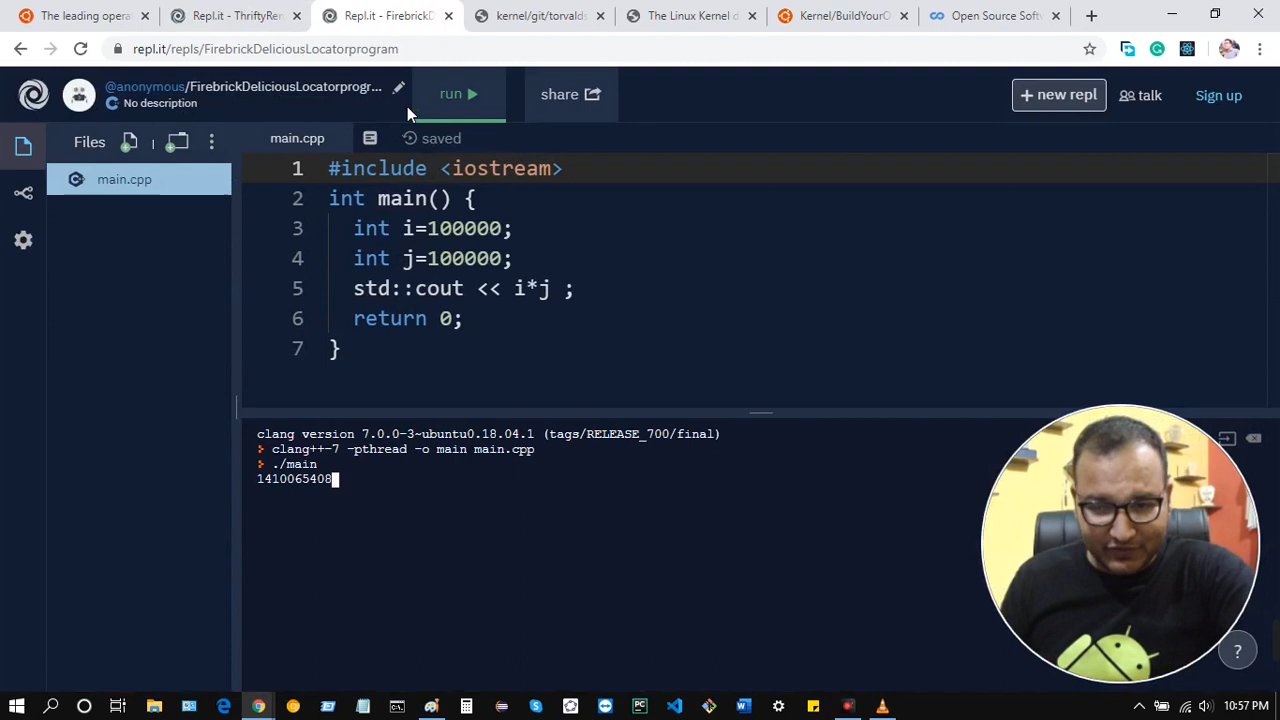 The leading opera
Repl.it - ThriftyRen
Repl.it - FirebrickD
kernel/git/torvalds
The Linux Kernel d
Kernel/BuildYourO
Open Source Softw
repl.it/repls/FirebrickDeliciousLocatorprogram
@anonymous/FirebrickDeliciousLocatorprogr...
No description
run
share
+ new repl
talk
Sign up
Files
main.cpp
saved
main.cpp
1 #include <iostream>
2 int main() {
3 int i=100000;
4 int j=100000;
5 std::cout << i*j ;
6 return 0;
7 }
clang version 7.0.0-3~ubuntu0.18.04.1 (tags/RELEASE_700/final)
clang++-7 -pthread -o main main.cpp
./main
1410065408
?
10:57 PM